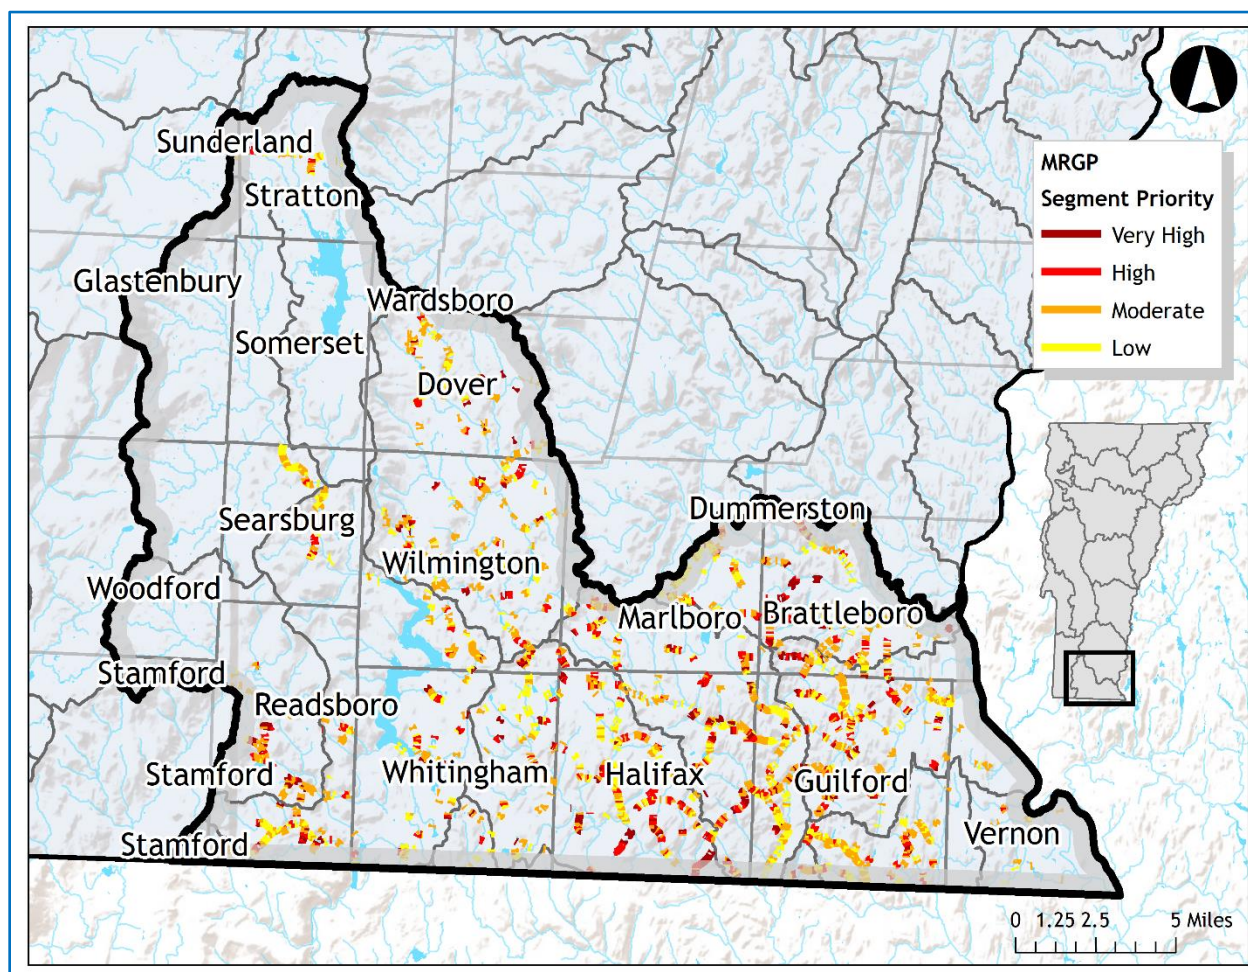 Sunderland
Stratton
Glastenbury
Wardsboro
Somerset
Dover
Searsburg
Dummerston
Wilmington
Woodford
Marlboro
Brattleboro
Stamford
Readsboro
Stamford
Whitingham
Halifax
Guilford
Vernon
Stamford
MRGP
Segment Priority
Very High
High
Moderate
Low
0 1.25 2.5 5 Miles